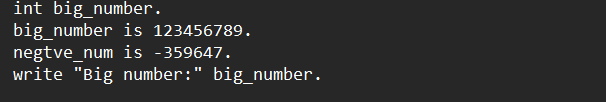 int big_number.
big_number is 123456789.
negtve_num is -359647.
write "Big number:" big_number.